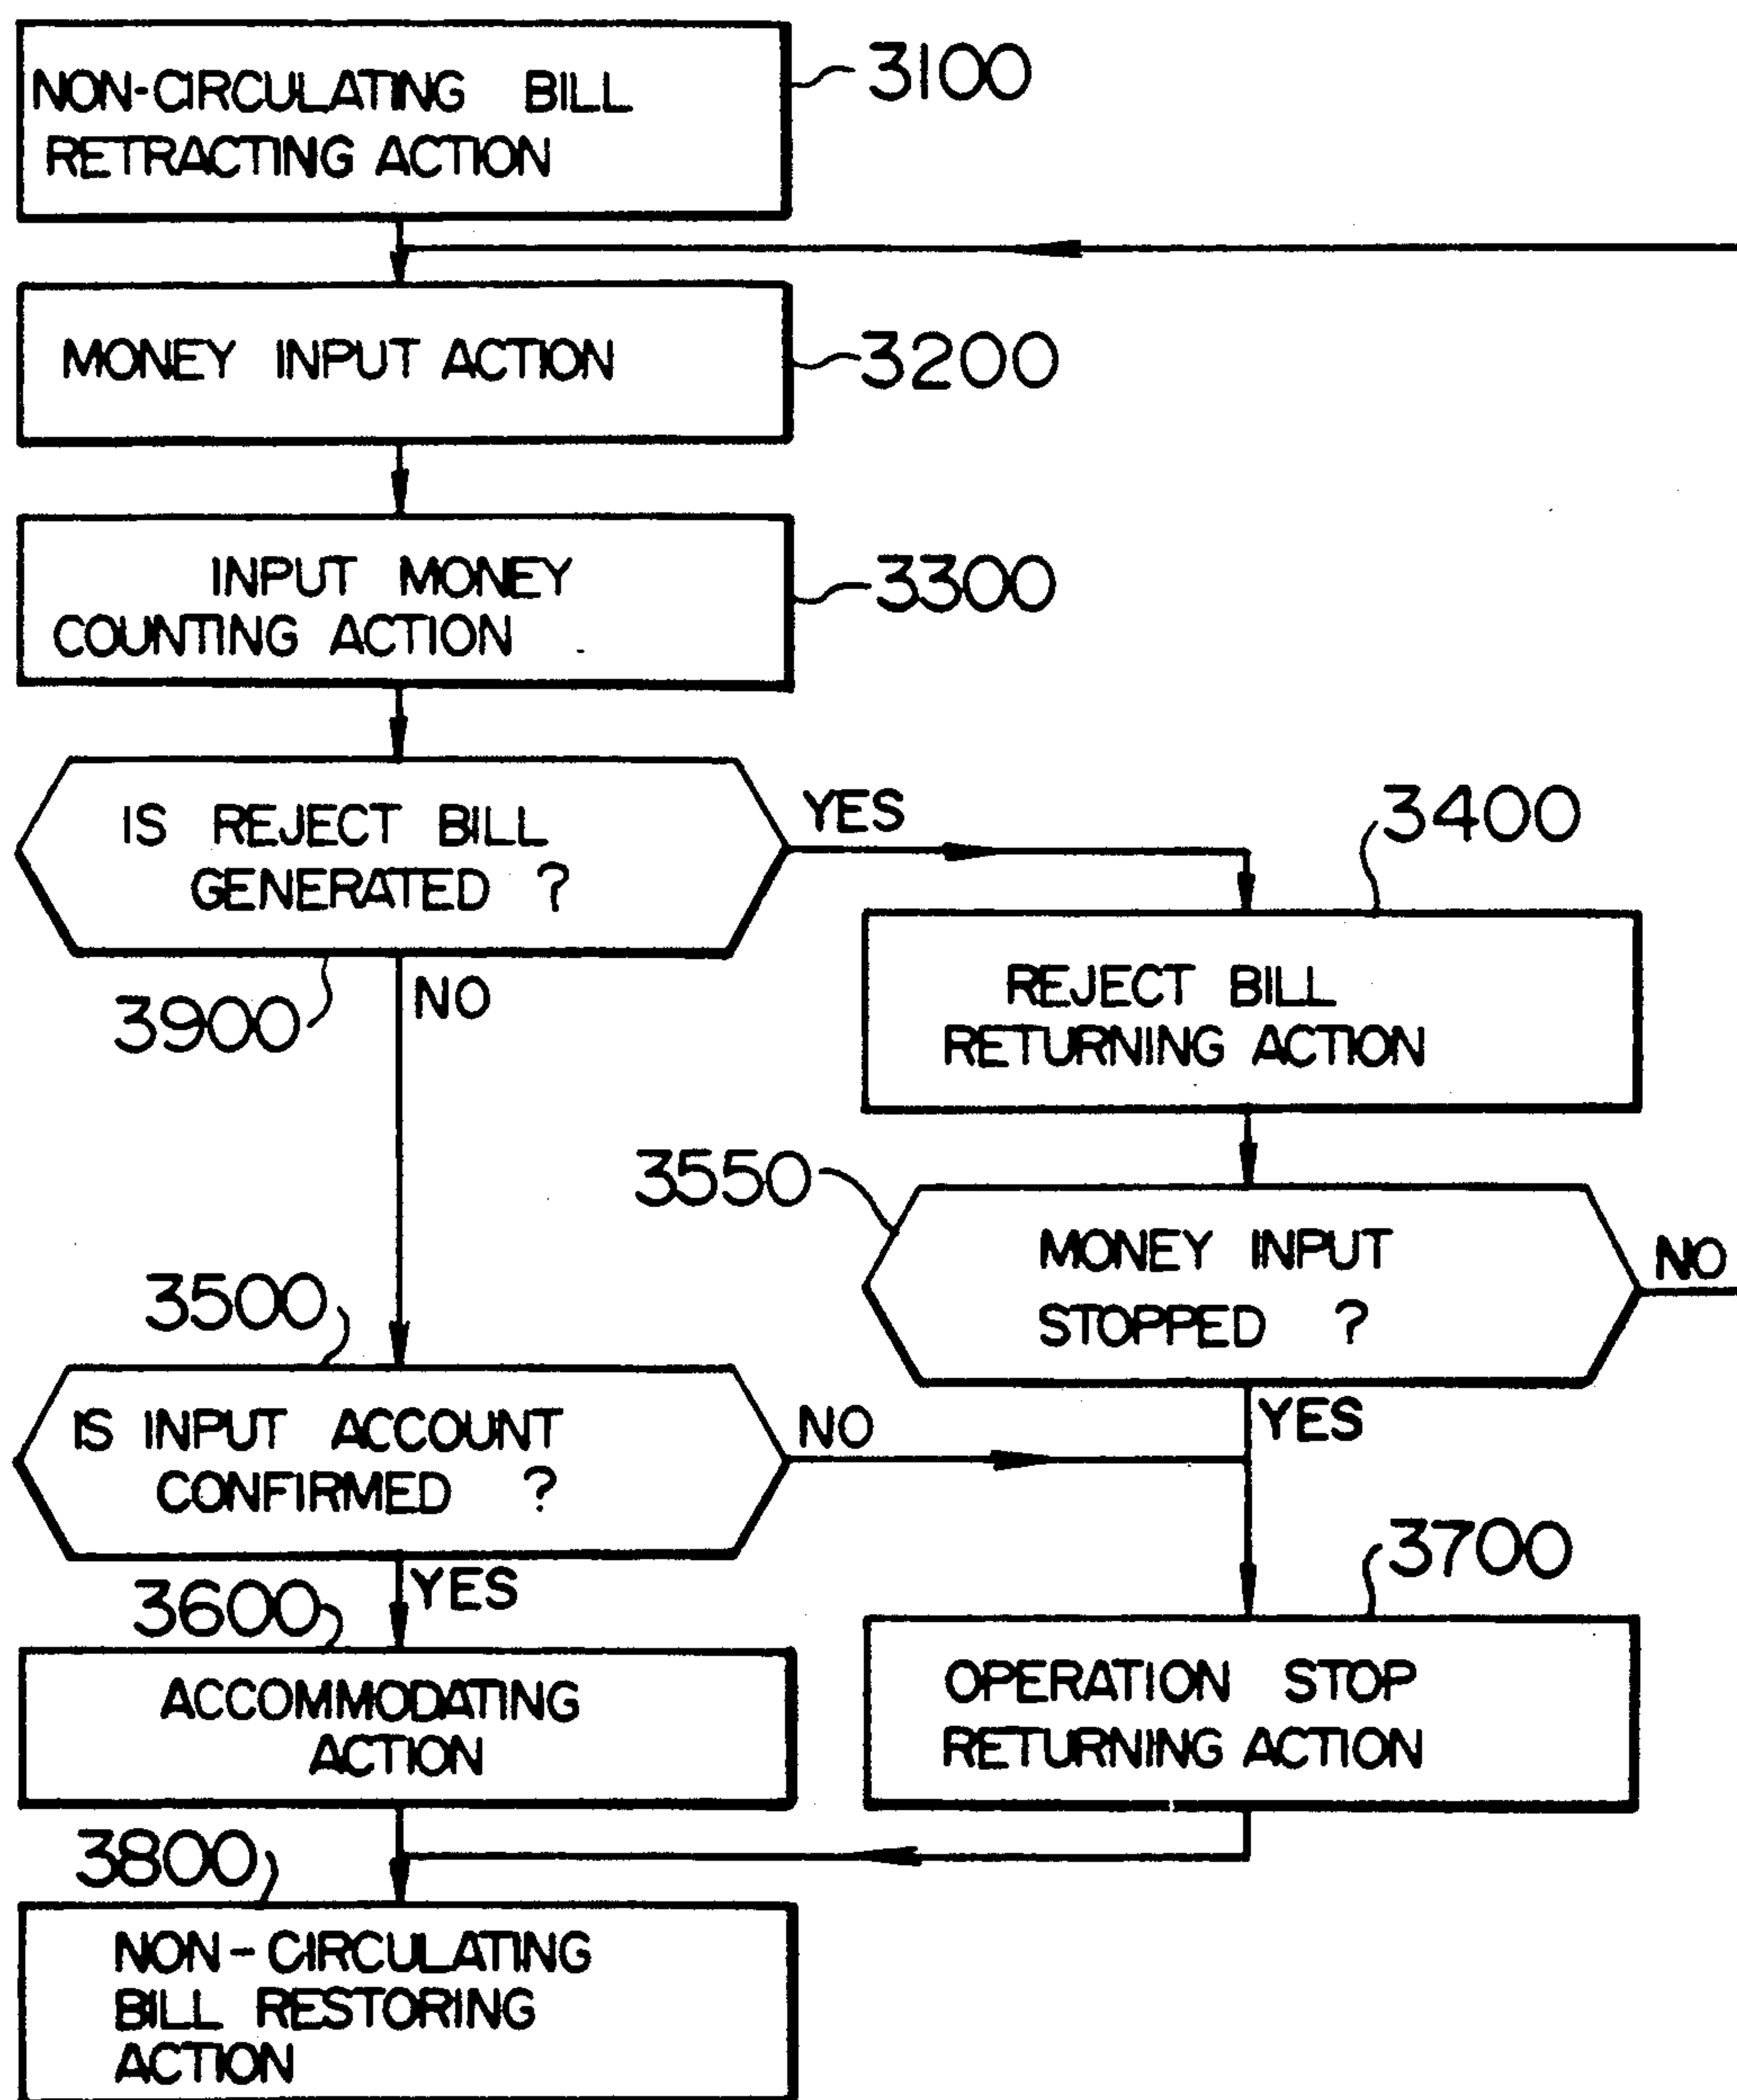 NON-CIRCULATING BILL
RETRACTING ACTION
3100
MONEY INPUT ACTION
3200
INPUT MONEY
COUNTING ACTION
3300
IS REJECT BILL
GENERATED ?
YES
3400
3900
NO
REJECT BILL
RETURNING ACTION
3550
MONEY INPUT
STOPPED ?
NO
YES
3500
IS INPUT ACCOUNT
CONFIRMED ?
NO
YES
3600
ACCOMMODATING
ACTION
3700
OPERATION STOP
RETURNING ACTION
3800
NON-CIRCULATING
BILL RESTORING
ACTION